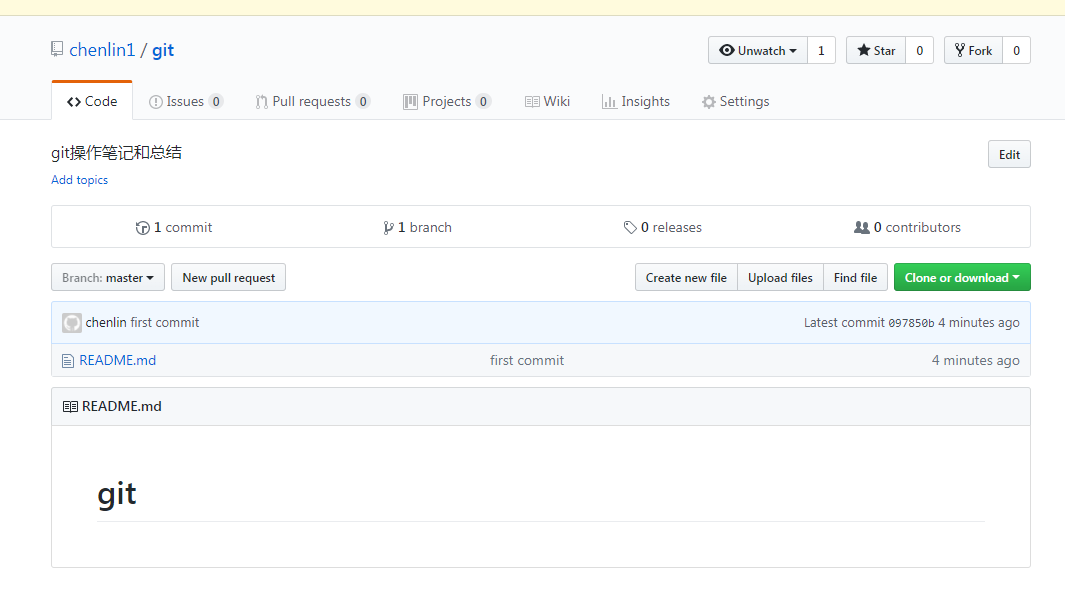 chenlin1 / git
Unwatch 1 Star 0 Fork 0
Code Issues 0 Pull requests 0 Projects 0 Wiki Insights Settings
git操作笔记和总结 Edit
Add topics
1 commit 1 branch 0 releases 0 contributors
Branch: master New pull request Create new file Upload files Find file Clone or download
chenlin first commit Latest commit 097850b 4 minutes ago
README.md first commit 4 minutes ago
README.md
git